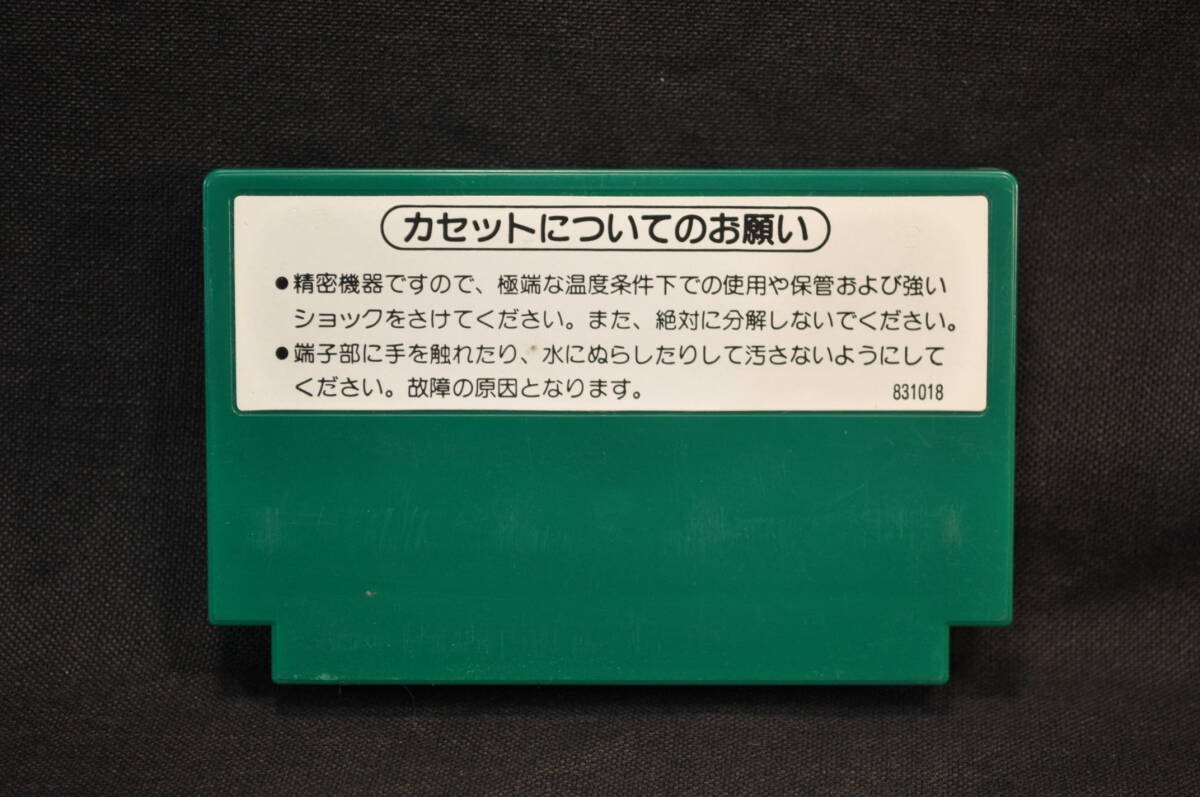 カセットについてのお願い
●精密機器ですので、極端な温度条件下での使用や保管および強い
ショックをさけてください。また、絶対に分解しないでください。
●端子部に手を触れたり、水にぬらしたりして汚さないようにして
ください。故障の原因となります。 831018